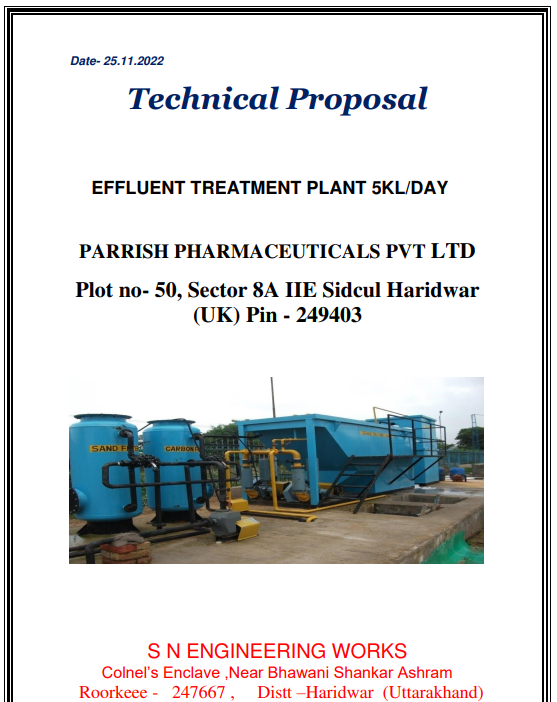 Date- 25.11.2022
Technical Proposal
EFFLUENT TREATMENT PLANT 5KL/DAY
PARRISH PHARMACEUTICALS PVT LTD
Plot no- 50, Sector 8A IIE Sidcul Haridwar
(UK) Pin - 249403
SAND
CARBON
S N ENGINEERING WORKS
Colnel's Enclave ,Near Bhawani Shankar Ashram
Roorkeee - 247667 , Distt –Haridwar (Uttarakhand)